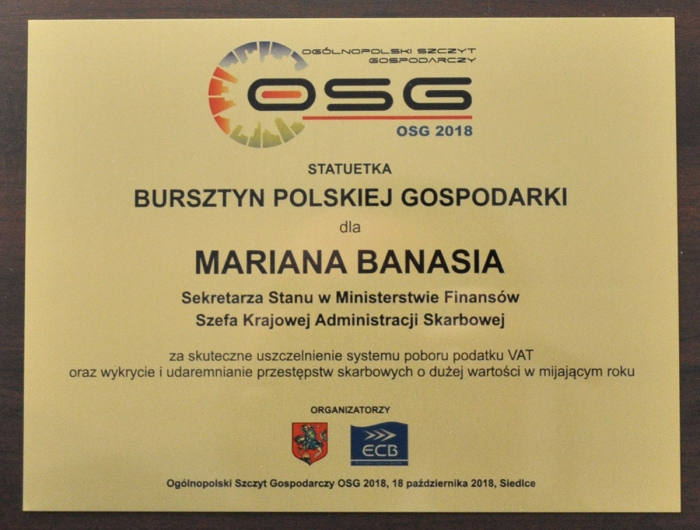 OGÓLNOPOLSKI SZCZYT
GOSPODARCZY
OSG
OSG 2018
STATUETKA
BURSZTYN POLSKIEJ GOSPODARKI
dla
MARIANA BANASIA
Sekretarza Stanu w Ministerstwie Finansów
Szefa Krajowej Administracji Skarbowej
za skuteczne uszczelnienie systemu poboru podatku VAT
oraz wykrycie i udaremnianie przestępstw skarbowych o dużej wartości w mijającym roku
ORGANIZATORZY
ECB
Ogólnopolski Szczyt Gospodarczy OSG 2018, 18 października 2018, Siedlce